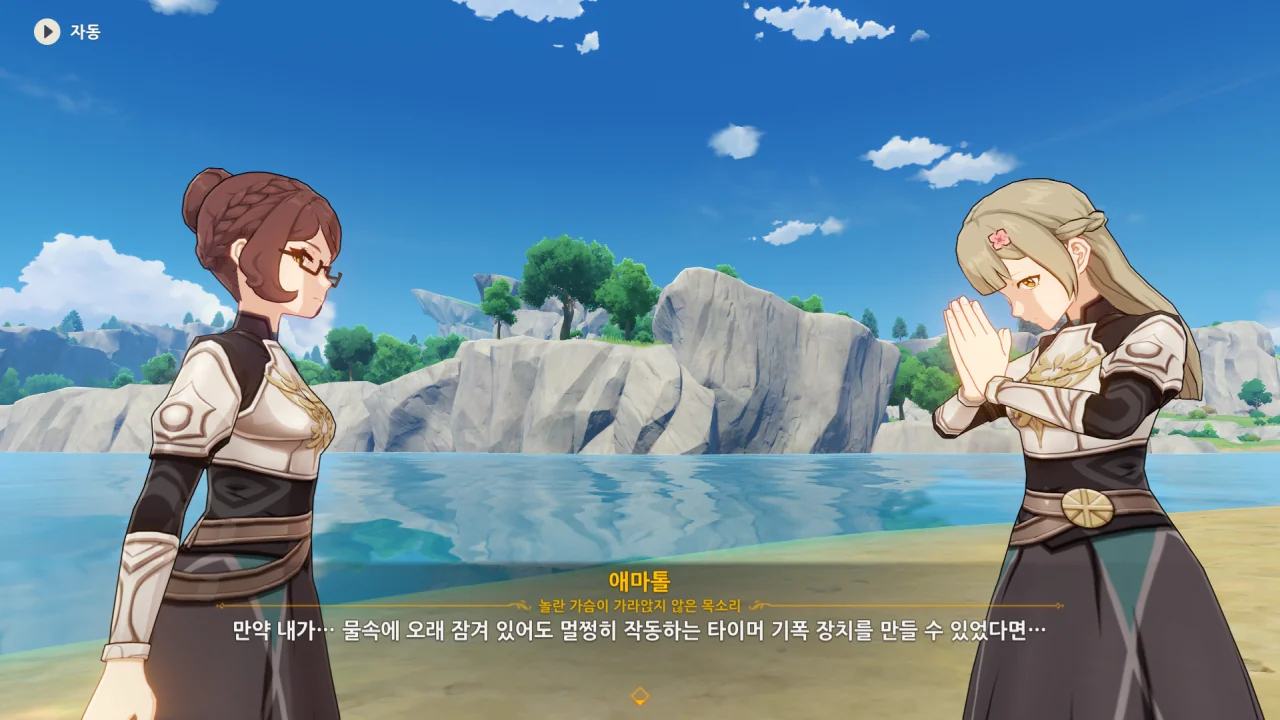 자동
애마톨
놀란 가슴이 가라앉지 않은 목소리
만약 내가… 물속에 오래 잠겨 있어도 멀쩡히 작동하는 타이머 기폭 장치를 만들 수 있었다면…